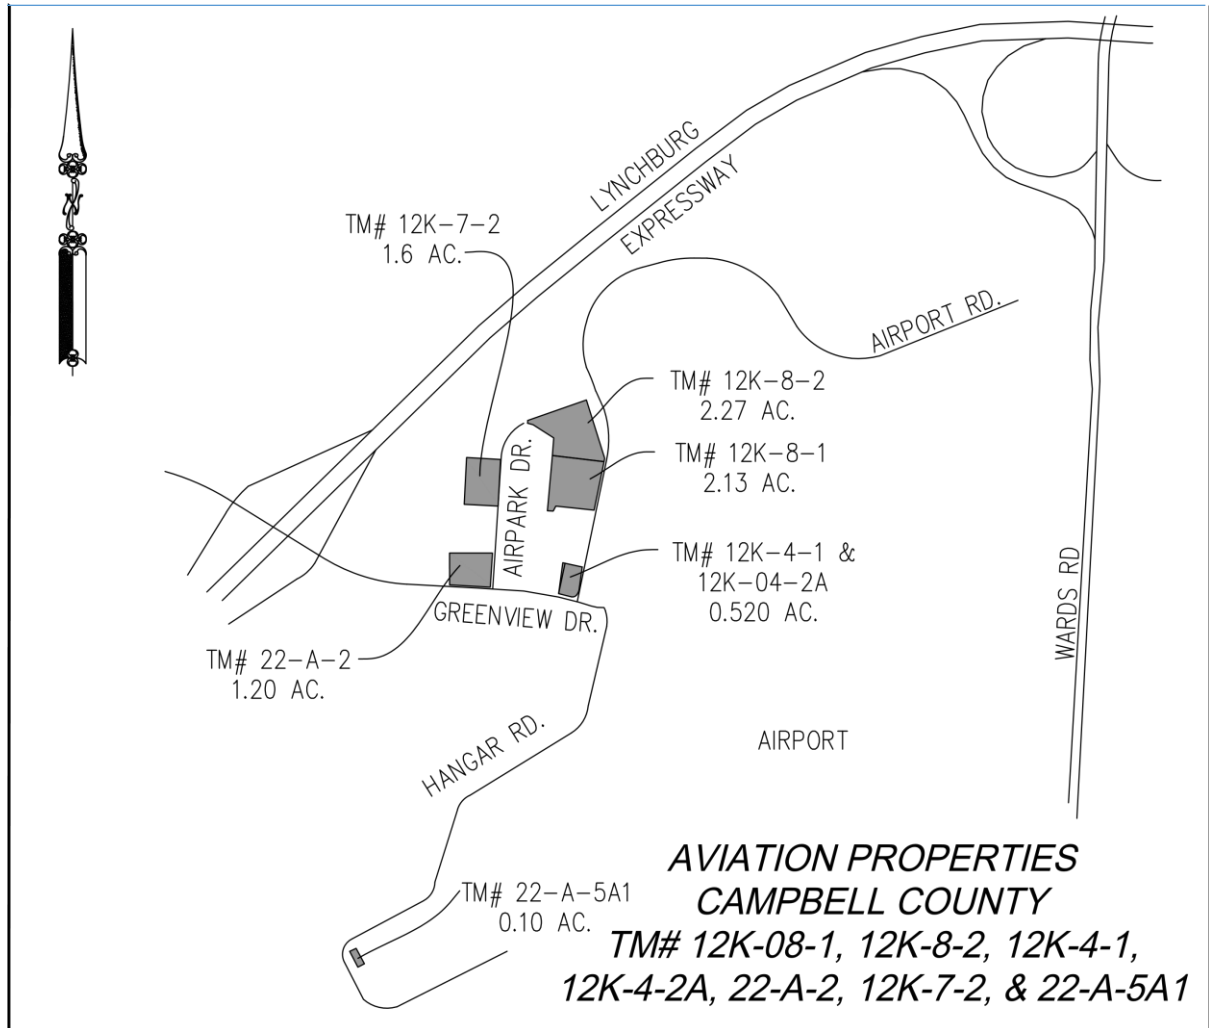 LYNCHBURG
EXPRESSWAY
TM# 12K-7-2
1.6 AC.
AIRPORT RD.
TM# 12K-8-2
2.27 AC.
TM# 12K-8-1
2.13 AC.
AIRPARK DR.
TM# 12K-4-1 &
12K-04-2A
0.520 AC.
GREENVIEW DR.
WARDS RD
TM# 22-A-2
1.20 AC.
HANGAR RD.
AIRPORT
TM# 22-A-5A1
0.10 AC.
AVIATION PROPERTIES
CAMPBELL COUNTY
TM# 12K-08-1, 12K-8-2, 12K-4-1,
12K-4-2A, 22-A-2, 12K-7-2, & 22-A-5A1
N